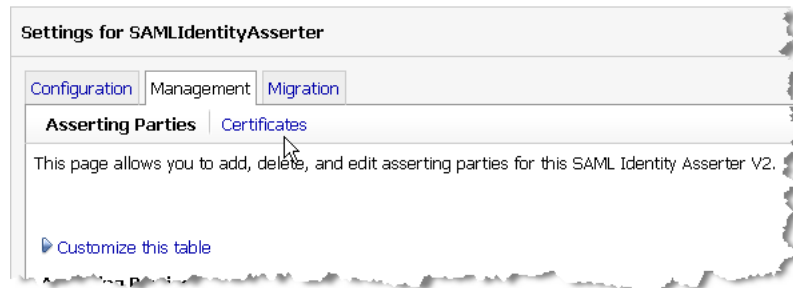 Settings for SAMLIdentityAsserter
Configuration Management Migration
Asserting Parties Certificates
This page allows you to add, delete, and edit asserting parties for this SAML Identity Asserter V2.
Customize this table